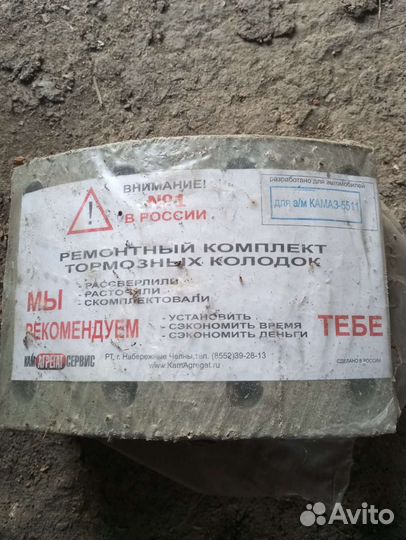 ВНИМАНИЕ!
№1
В РОССИИ
разработано для автомобилей
для а/м КАМАЗ-5511
РЕМОНТНЫЙ КОМПЛЕКТ
ТОРМОЗНЫХ КОЛОДОК
МЫ
РЕКОМЕНДУЕМ
- РАССВЕРЛИЛИ
- РАСТОЧИЛИ
- СКОМПЛЕКТОВАЛИ
- УСТАНОВИТЬ
- СЭКОНОМИТЬ ВРЕМЯ
- СЭКОНОМИТЬ ДЕНЬГИ
ТЕБЕ
КАМАГРЕГАТСЕРВИС
РТ, г. Набережные Челны, тел. (8552)39-28-13
www.KamAgregat.ru
СДЕЛАНО В РОССИИ
Avito